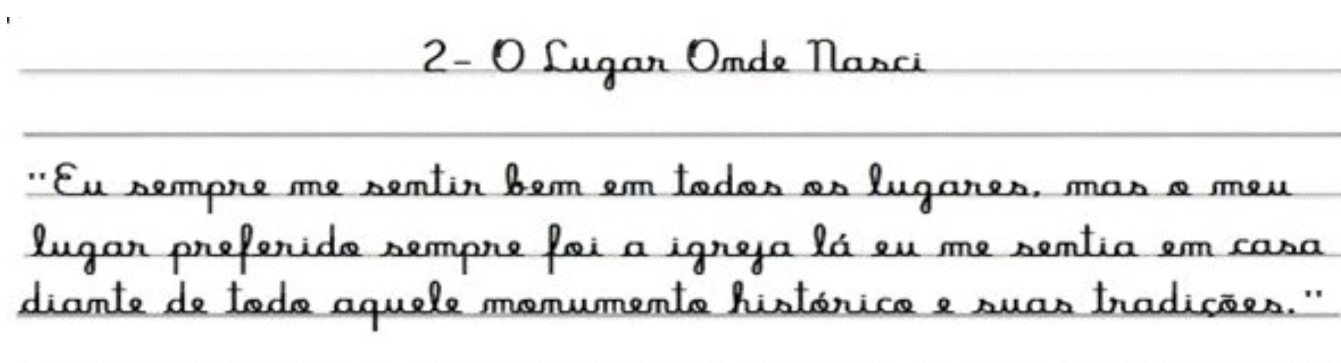 2- O Lugar Onde Nasci
"Eu sempre me sentir bem em todos os lugares, mas o meu
lugar preferido sempre foi a igreja lá eu me sentia em casa
diante de todo aquele monumento histórico e suas tradições."